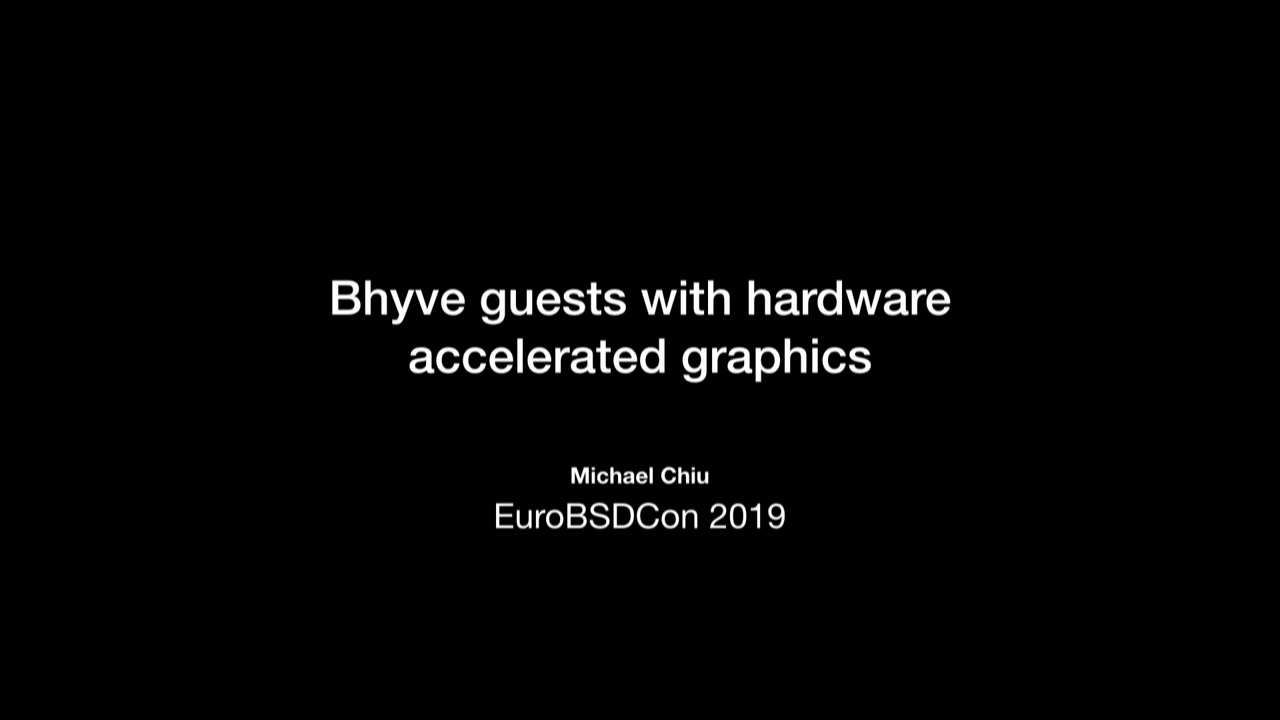 Bhyve guests with hardware
accelerated graphics
Michael Chiu
EuroBSDCon 2019